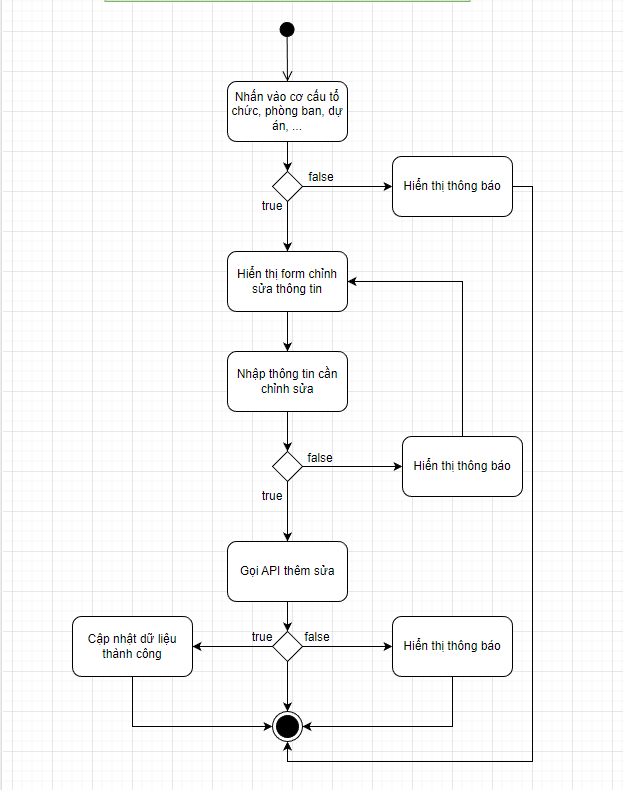 Nhấn vào cơ cấu tổ
chức, phòng ban, dự
án, ...
false
Hiển thị thông báo
true
Hiển thị form chỉnh
sửa thông tin
Nhập thông tin cần
chỉnh sửa
false
Hiển thị thông báo
true
Gọi API thêm sửa
true
false
Cập nhật dữ liệu
thành công
Hiển thị thông báo